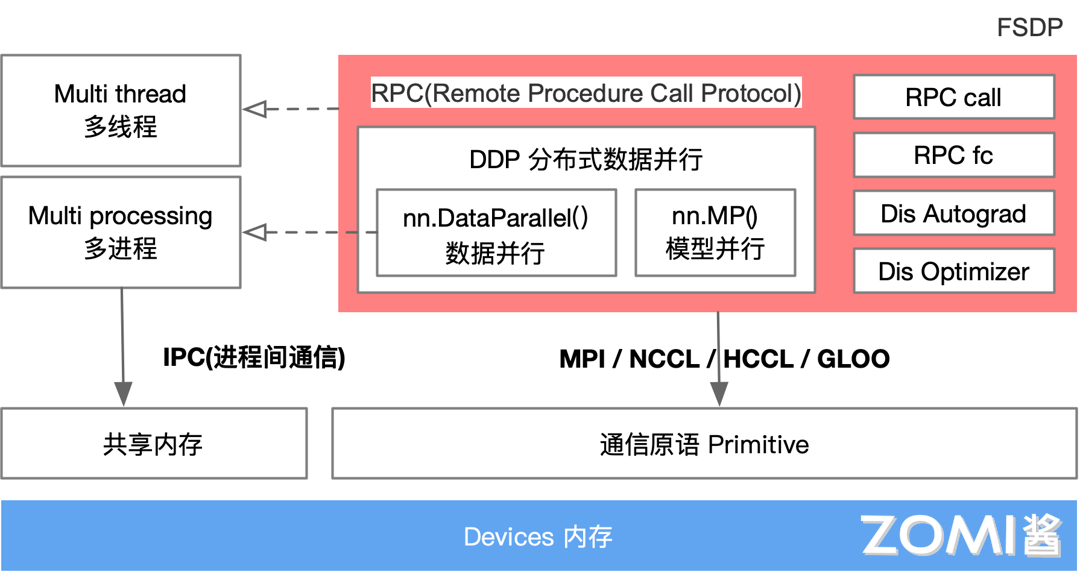 FSDP
Multi thread
多线程
Multi processing
多进程
RPC(Remote Procedure Call Protocol)
DDP 分布式数据并行
nn.DataParallel()
数据并行
nn.MP()
模型并行
RPC call
RPC fc
Dis Autograd
Dis Optimizer
IPC(进程间通信)
MPI / NCCL / HCCL / GLOO
共享内存
通信原语 Primitive
Devices 内存
ZOMI酱